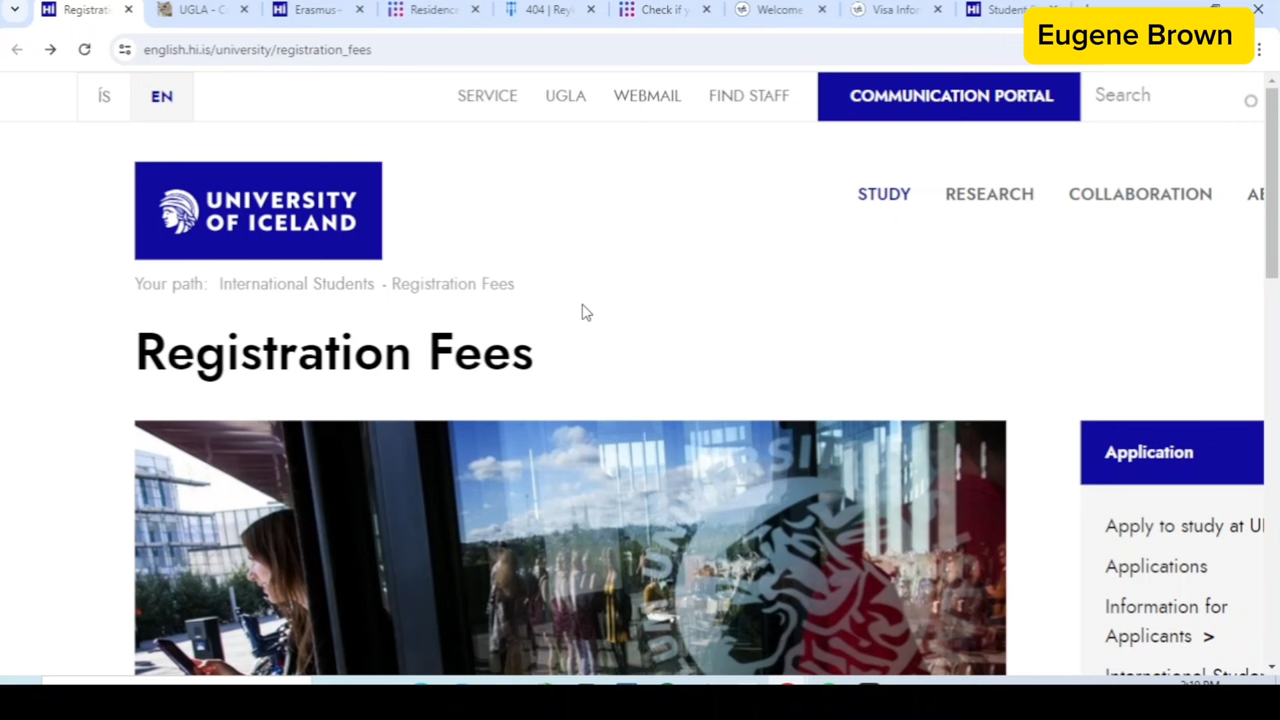 Registrat
UGLA - C
Erasmus-
Residence
404 | Rey
Check if y
Welcome
Visa Infor
Student
Eugene Brown
english.hi.is/university/registration_fees
ÍS
EN
SERVICE
UGLA
WEBMAIL
FIND STAFF
COMMUNICATION PORTAL
Search
UNIVERSITY
OF ICELAND
STUDY
RESEARCH
COLLABORATION
Your path: International Students - Registration Fees
Registration Fees
Application
Apply to study at UI
Applications
Information for
Applicants >